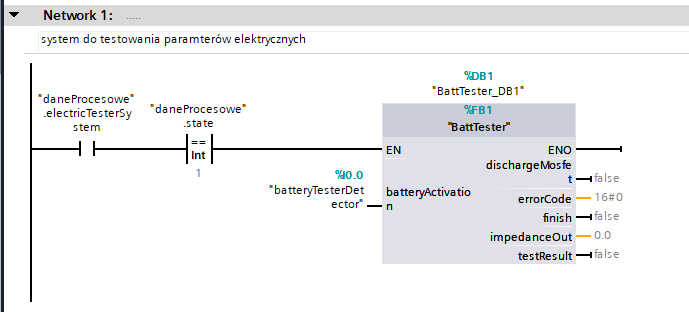 Network 1: .....
system do testowania paramterów elektrycznych
%DB1
"BattTester_DB1"
"daneProcesowe"
.electricTesterSy
stem
"daneProcesowe"
.state
==
Int
1
%FB1
"BattTester"
EN
ENO
%I0.0
"batteryTesterDet
ector"
batteryActivatio
n
dischargeMosfe
t
false
errorCode
16#0
finish
false
impedanceOut
0.0
testResult
false